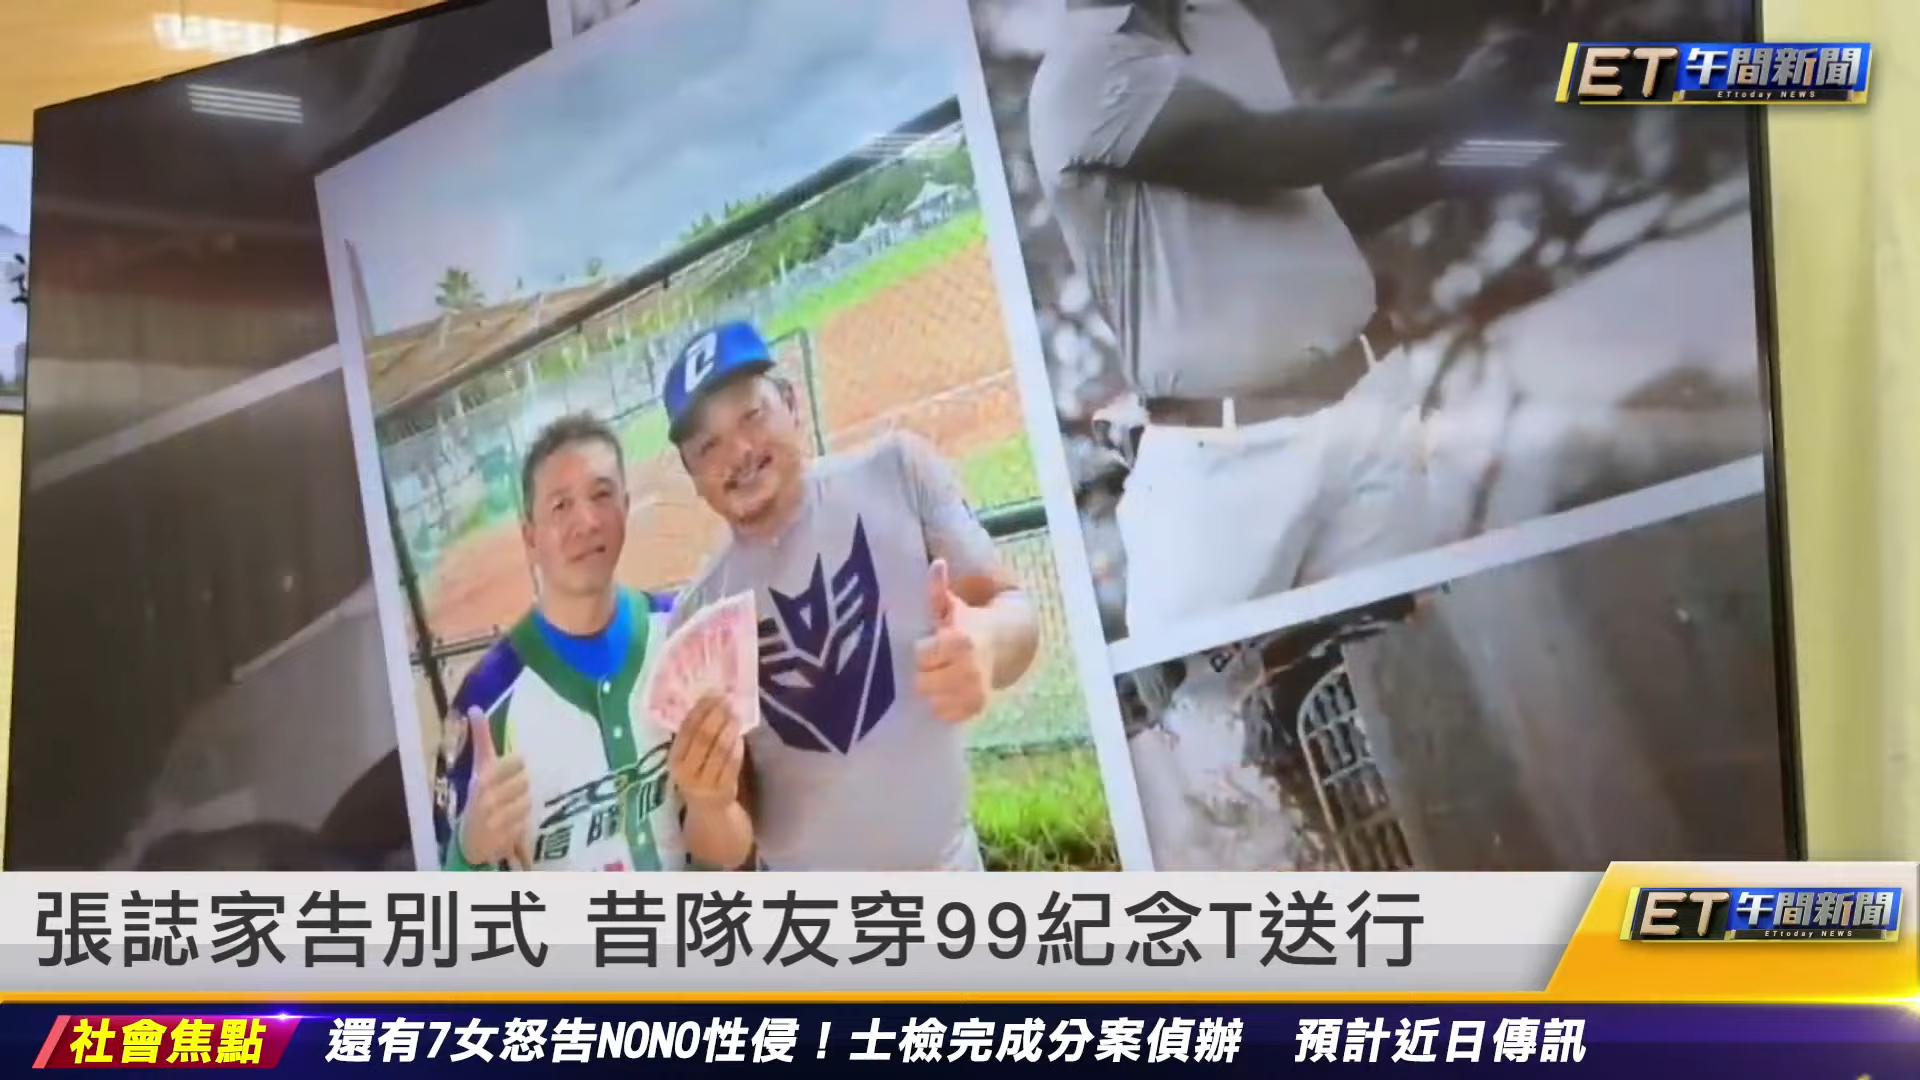 ET午間新聞
ETtoday NEWS
張誌家告別式 昔隊友穿99紀念T送行
ET午間新聞
ETtoday NEWS
社會焦點 還有7女怒告NONO性侵！士檢完成分案偵辦 預計近日傳訊